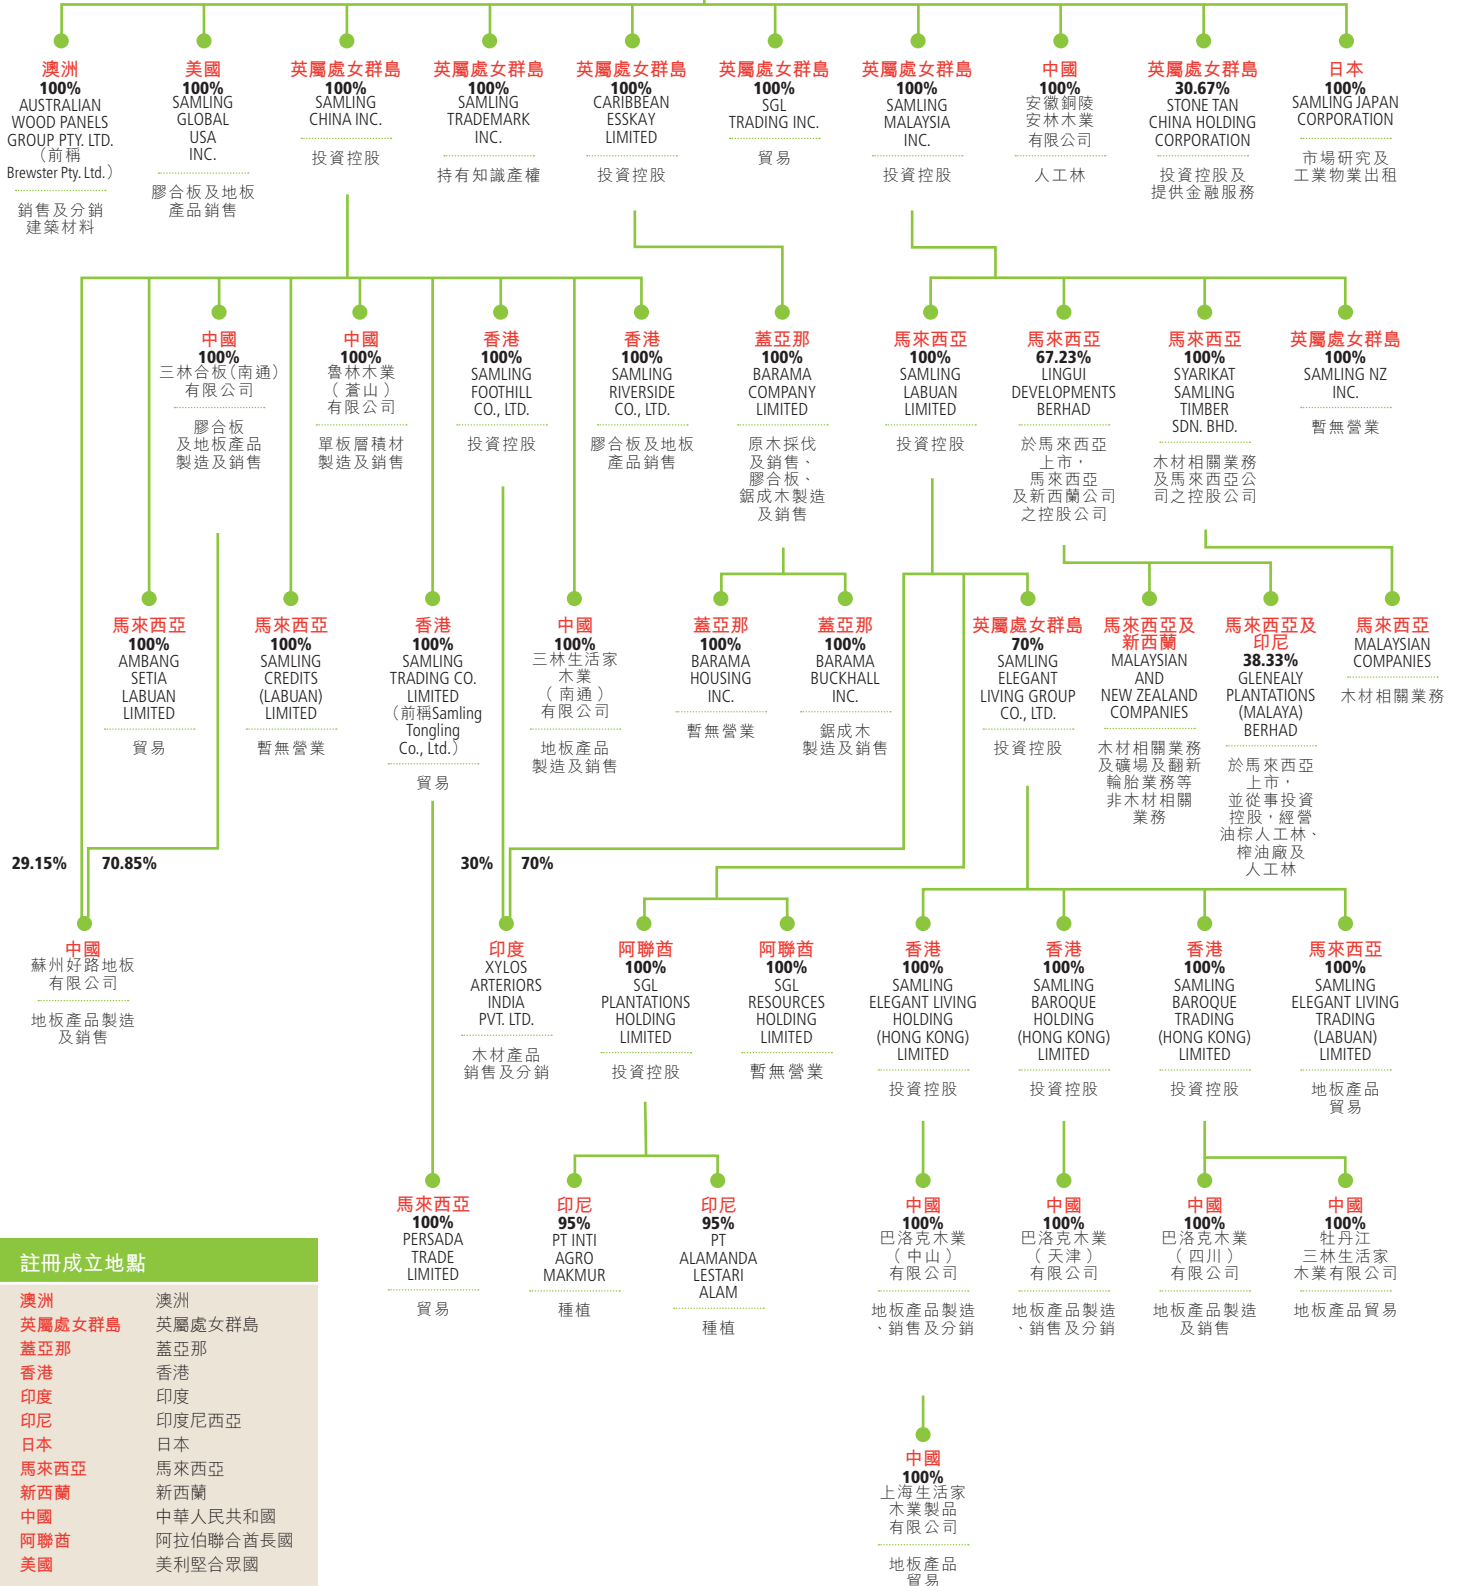 澳洲
100%
AUSTRALIAN
WOOD PANELS
GROUP PTY. LTD.
（前稱
Brewster Pty. Ltd.）
銷售及分銷
建築材料
美國
100%
SAMLING
GLOBAL
USA
INC.
膠合板及地板
產品銷售
英屬處女群島
100%
SAMLING
CHINA INC.
投資控股
英屬處女群島
100%
SAMLING
TRADEMARK
INC.
持有知識產權
英屬處女群島
100%
CARIBBEAN
ESSKAY
LIMITED
投資控股
英屬處女群島
100%
SGL
TRADING INC.
貿易
英屬處女群島
100%
SAMLING
MALAYSIA
INC.
投資控股
中國
100%
安徽銅陵
安林木業
有限公司
人工林
英屬處女群島
30.67%
STONE TAN
CHINA HOLDING
CORPORATION
投資控股及
提供金融服務
日本
100%
SAMLING JAPAN
CORPORATION
市場研究及
工業物業出租
中國
100%
三林合板（南通）
有限公司
膠合板
及地板產品
製造及銷售
中國
100%
魯林木業
（蒼山）
有限公司
單板層積材
製造及銷售
香港
100%
SAMLING
FOOTHILL
CO., LTD.
投資控股
香港
100%
SAMLING
RIVERSIDE
CO., LTD.
膠合板及地板
產品銷售
蓋亞那
100%
BARAMA
COMPANY
LIMITED
原木採伐
及銷售、
膠合板、
鋸成木製造
及銷售
馬來西亞
100%
SAMLING
LABUAN
LIMITED
投資控股
馬來西亞
67.23%
LINGUI
DEVELOPMENTS
BERHAD
於馬來西亞
上市，
馬來西亞
及新西蘭公司
之控股公司
馬來西亞
100%
SYARIKAT
SAMLING
TIMBER
SDN. BHD.
木材相關業務
及馬來西亞公
司之控股公司
英屬處女群島
100%
SAMLING NZ
INC.
暫無營業
馬來西亞
100%
AMBANG
SETIA
LABUAN
LIMITED
貿易
馬來西亞
100%
SAMLING
CREDITS
(LABUAN)
LIMITED
暫無營業
香港
100%
SAMLING
TRADING CO.
LIMITED
（前稱Samling
Tongling
Co., Ltd.）
貿易
中國
100%
三林生活家
木業
（南通）
有限公司
地板產品
製造及銷售
蓋亞那
100%
BARAMA
HOUSING
INC.
暫無營業
蓋亞那
100%
BARAMA
BUCKHALL
INC.
鋸成木
製造及銷售
英屬處女群島
70%
SAMLING
ELEGANT
LIVING GROUP
CO., LTD.
投資控股
馬來西亞及
新西蘭
MALAYSIAN
AND
NEW ZEALAND
COMPANIES
木材相關業務
及礦場及翻新
輪胎業務等
非木材相關
業務
馬來西亞及
印尼
38.33%
GLENEALY
PLANTATIONS
(MALAYA)
BERHAD
於馬來西亞
上市，
並從事投資
控股，經營
油棕人工林、
榨油廠及
人工林
馬來西亞
MALAYSIAN
COMPANIES
木材相關業務
29.15%
70.85%
30%
70%
中國
蘇州好路地板
有限公司
地板產品製造
及銷售
印度
XYLOS
ARTERIORS
INDIA
PVT. LTD.
木材產品
銷售及分銷
阿聯酋
100%
SGL
PLANTATIONS
HOLDING
LIMITED
投資控股
阿聯酋
100%
SGL
RESOURCES
HOLDING
LIMITED
暫無營業
香港
100%
SAMLING
ELEGANT LIVING
HOLDING
(HONG KONG)
LIMITED
投資控股
香港
100%
SAMLING
BAROQUE
HOLDING
(HONG KONG)
LIMITED
投資控股
香港
100%
SAMLING
BAROQUE
TRADING
(HONG KONG)
LIMITED
投資控股
馬來西亞
100%
SAMLING
ELEGANT LIVING
TRADING
(LABUAN)
LIMITED
地板產品
貿易
馬來西亞
100%
PERSADA
TRADE
LIMITED
貿易
印尼
95%
PT INTI
AGRO
MAKMUR
種植
印尼
95%
PT
ALAMANDA
LESTARI
ALAM
種植
中國
100%
巴洛克木業
（中山）
有限公司
地板產品製造
、銷售及分銷
中國
100%
巴洛克木業
（天津）
有限公司
地板產品製造
、銷售及分銷
中國
100%
巴洛克木業
（四川）
有限公司
地板產品製造
及銷售
中國
100%
牡丹江
三林生活家
木業有限公司
地板產品貿易
中國
100%
上海生活家
木業製品
有限公司
地板產品
貿易
註冊成立地點
澳洲 澳洲
英屬處女群島 英屬處女群島
蓋亞那 蓋亞那
香港 香港
印度 印度
印尼 印度尼西亞
日本 日本
馬來西亞 馬來西亞
新西蘭 新西蘭
中國 中華人民共和國
阿聯酋 阿拉伯聯合酋長國
美國 美利堅合眾國